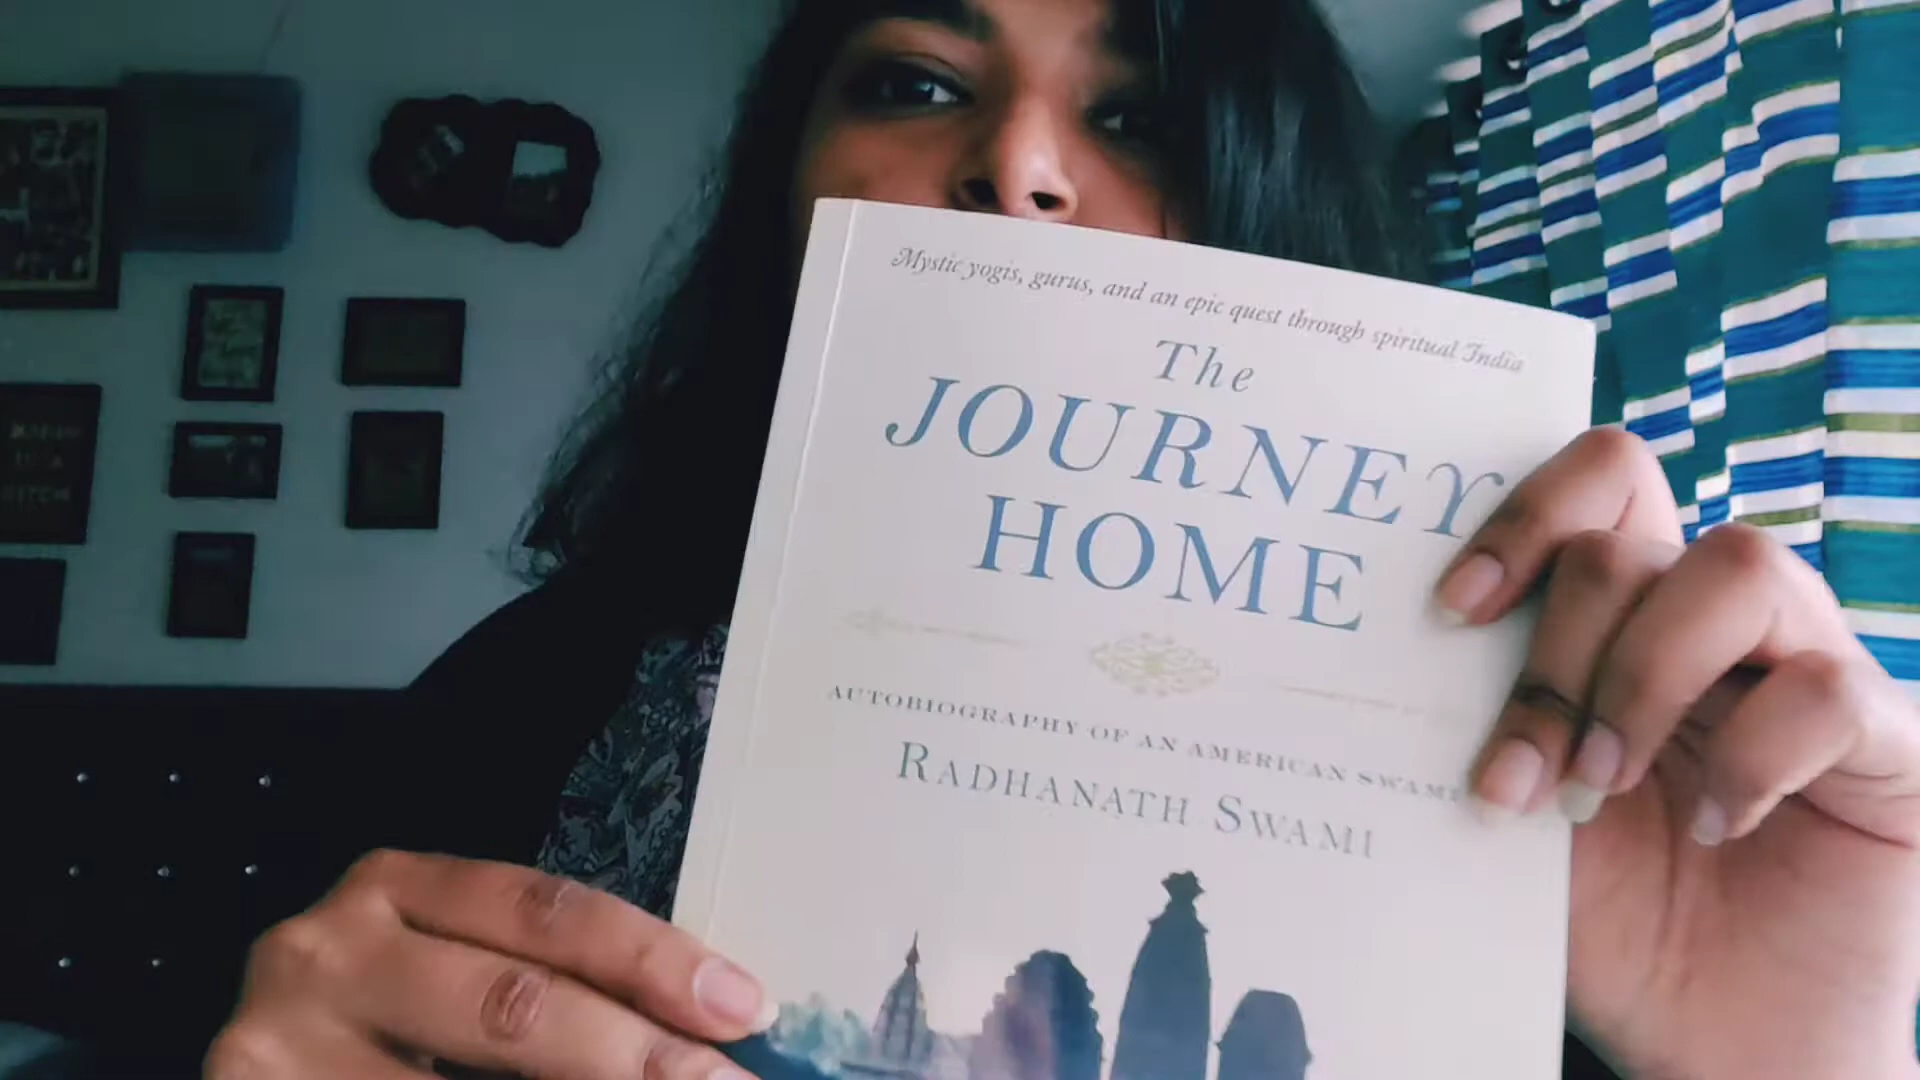 Mystic yogis, gurus, and an epic quest through spiritual India
The
JOURNEY
HOME
AUTOBIOGRAPHY OF AN AMERICAN SWAMI
RADHANATH SWAMI